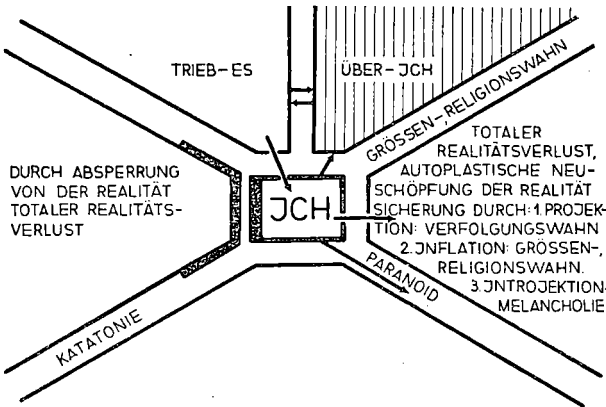 TRIEB-ES
ÜBER-JCH
GRÖSSEN-, RELIGIONSWAHN
DURCH ABSPERRUNG
VON DER REALITÄT
TOTALER REALITÄTS-
VERLUST
JCH
TOTALER
REALITÄTSVERLUST,
AUTOPLASTISCHE NEU-
SCHÖPFUNG DER REALITÄT
SICHERUNG DURCH: 1. PROJEK-
TION: VERFOLGUNGSWAHN
2. JNFLATION: GRÖSSEN-,
RELIGIONSWAHN.
3. JNTROJEKTION-
MELANCHOLIE
PARANOID
KATATONIE